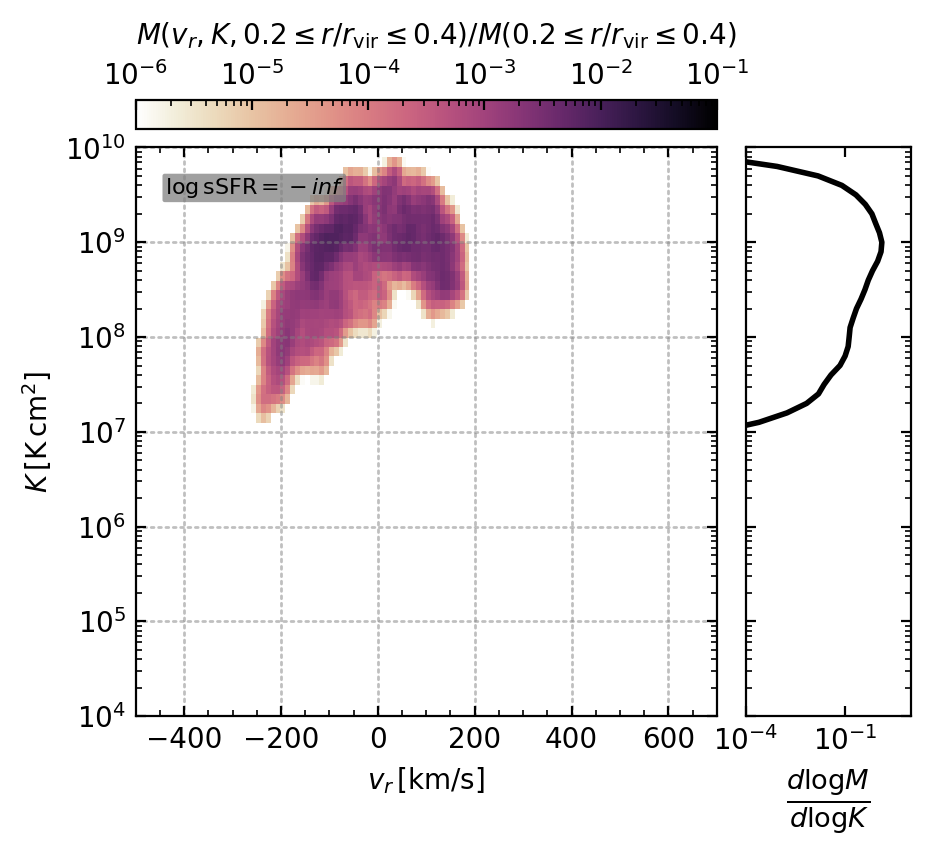 M(v_r, K, 0.2 ≤ r/r_vir ≤ 0.4)/M(0.2 ≤ r/r_vir ≤ 0.4)
10^−6 10^−5 10^−4 10^−3 10^−2 10^−1
10^10
log sSFR = −inf
10^9
10^8
10^7
10^6
10^5
10^4
K [K cm^2]
−400 −200 0 200 400 600
10^−4 10^−1
v_r [km/s]
dlogM
dlogK